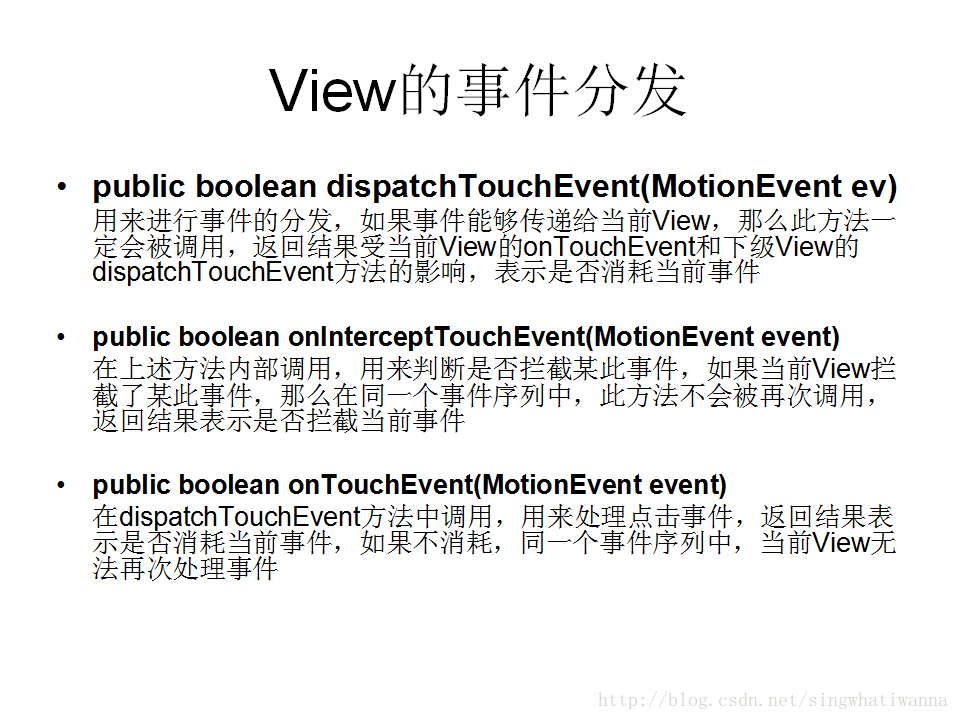 View的事件分发
• public boolean dispatchTouchEvent(MotionEvent ev)
用来进行事件的分发，如果事件能够传递给当前View，那么此方法一
定会被调用，返回结果受当前View的onTouchEvent和下级View的
dispatchTouchEvent方法的影响，表示是否消耗当前事件
• public boolean onInterceptTouchEvent(MotionEvent event)
在上述方法内部调用，用来判断是否拦截某此事件，如果当前View拦
截了某此事件，那么在同一个事件序列中，此方法不会被再次调用，
返回结果表示是否拦截当前事件
• public boolean onTouchEvent(MotionEvent event)
在dispatchTouchEvent方法中调用，用来处理点击事件，返回结果表
示是否消耗当前事件，如果不消耗，同一个事件序列中，当前View无
法再次处理事件
http://blog.csdn.net/singwhatiwanna